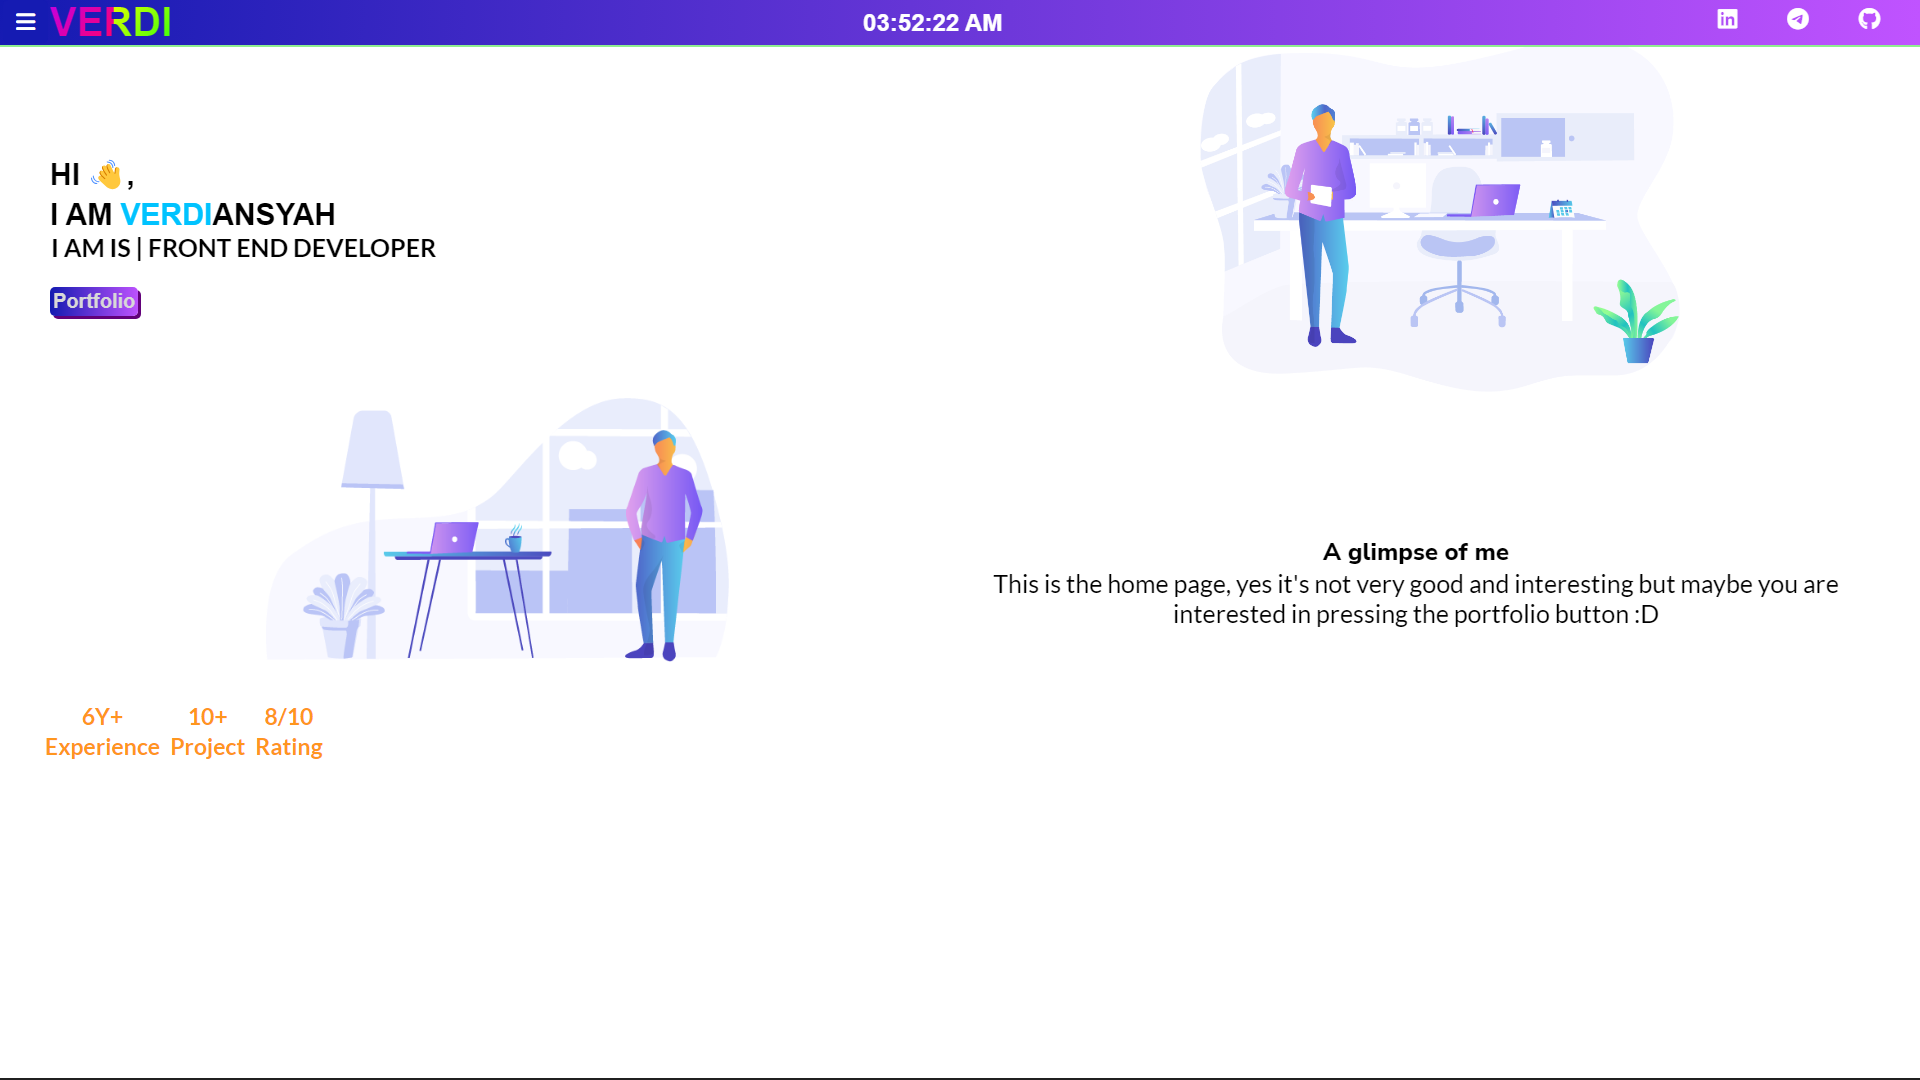 VERDI
03:52:22 AM
HI 👋,
I AM VERDIANSYAH
I AM IS | FRONT END DEVELOPER
Portfolio
A glimpse of me
This is the home page, yes it's not very good and interesting but maybe you are
interested in pressing the portfolio button :D
6Y+ 10+ 8/10
Experience Project Rating